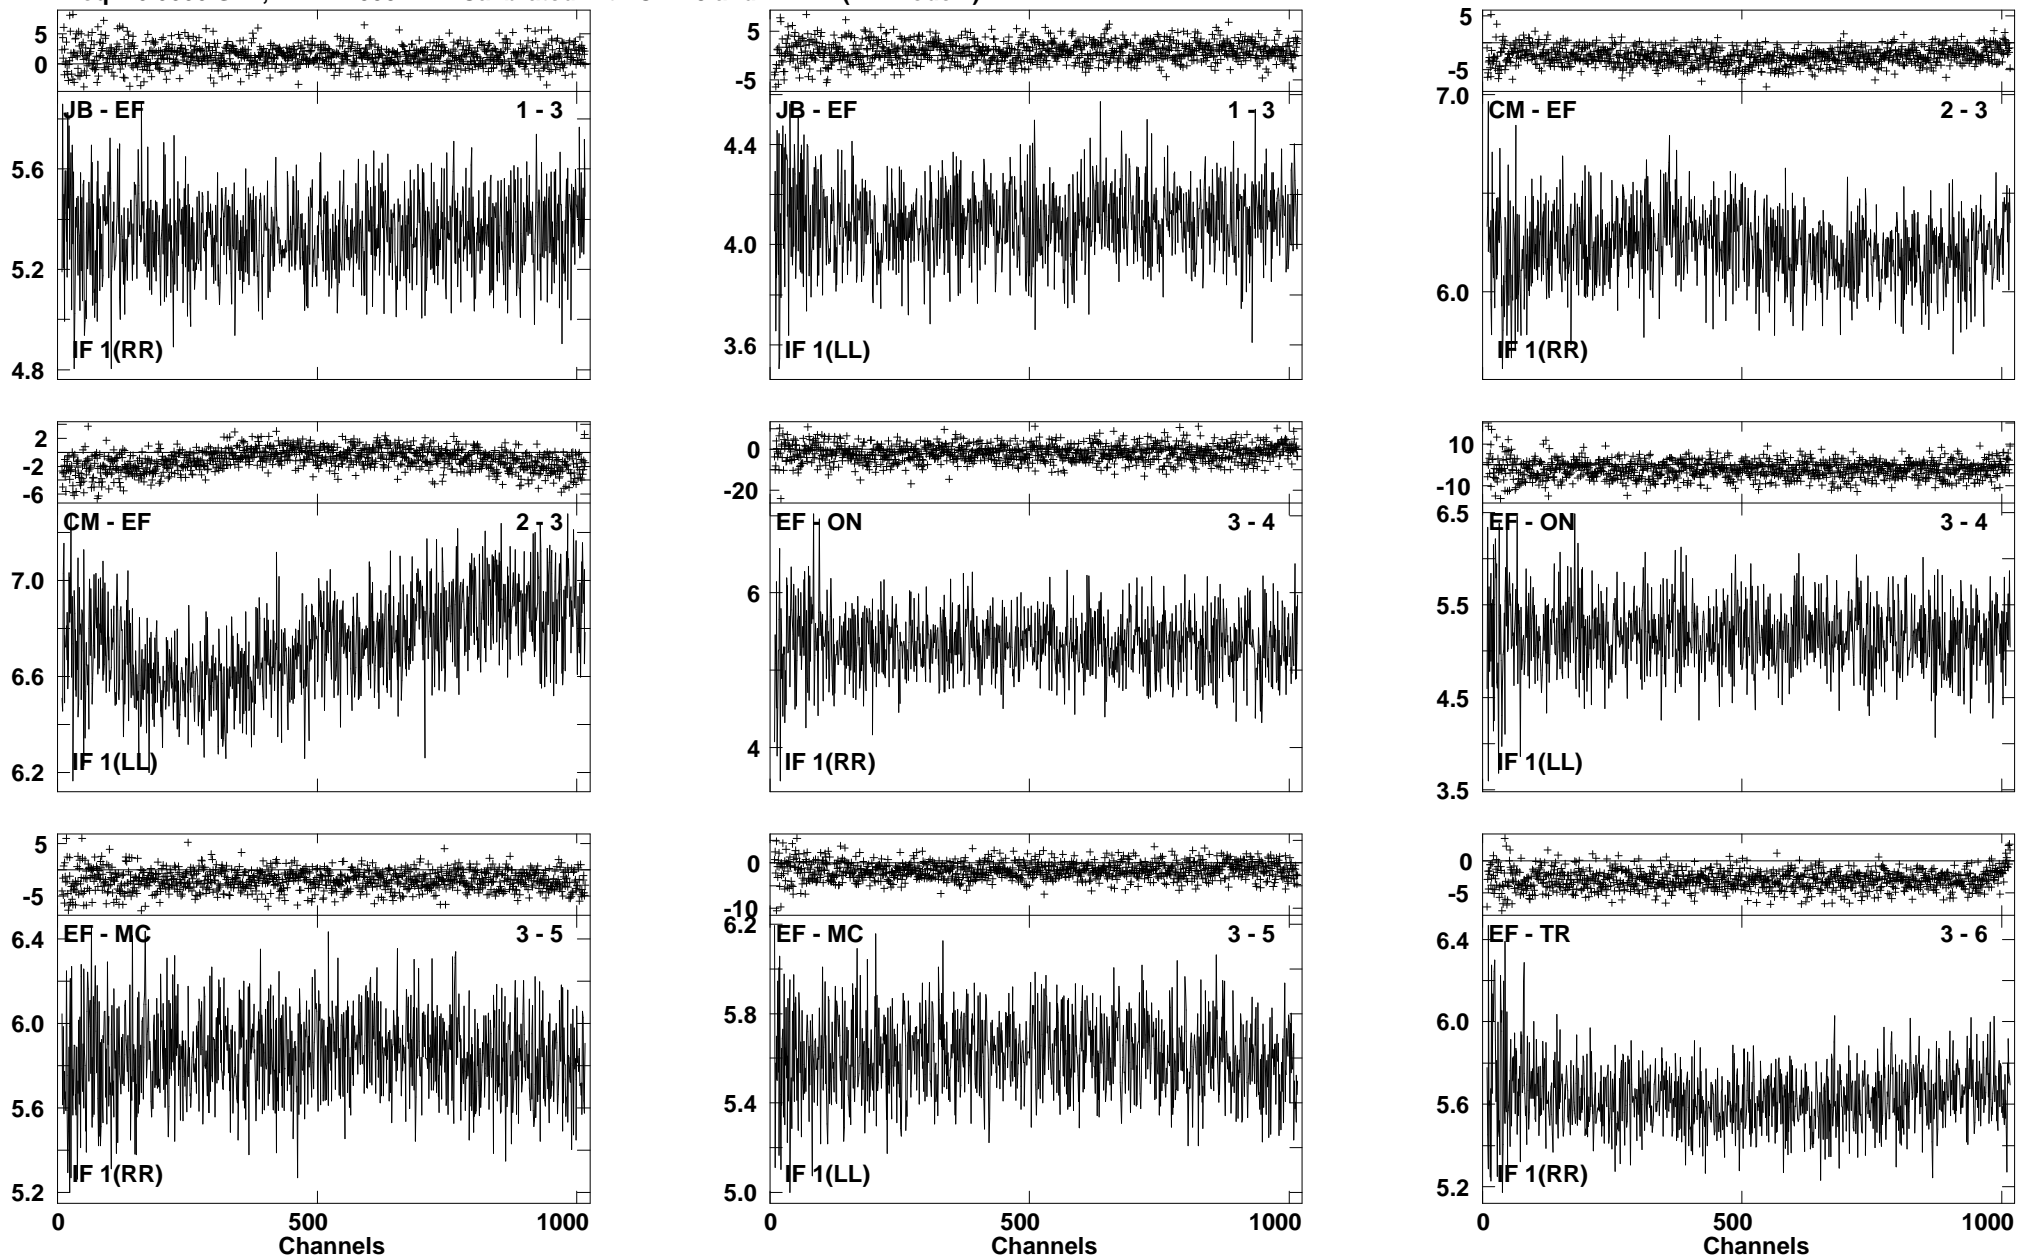 5
0
JB - EF
1 - 3
5.6
5.2
4.8
IF 1(RR)
5
-5
JB - EF
1 - 3
4.4
4.0
3.6
IF 1(LL)
5
-5
7.0
CM - EF
2 - 3
6.0
IF 1(RR)
2
-2
-6
CM - EF
2 - 3
7.0
6.6
6.2
IF 1(LL)
0
-20
EF - ON
3 - 4
6
4
IF 1(RR)
10
-10
6.5
EF - ON
3 - 4
5.5
4.5
3.5
IF 1(LL)
5
-5
EF - MC
3 - 5
6.4
6.0
5.6
5.2
IF 1(RR)
0 500 1000
Channels
0
-10
6.2
EF - MC
3 - 5
5.8
5.4
5.0
IF 1(LL)
0 500 1000
Channels
0
-5
EF - TR
3 - 6
6.4
6.0
5.6
5.2
IF 1(RR)
0 500 1000
Channels